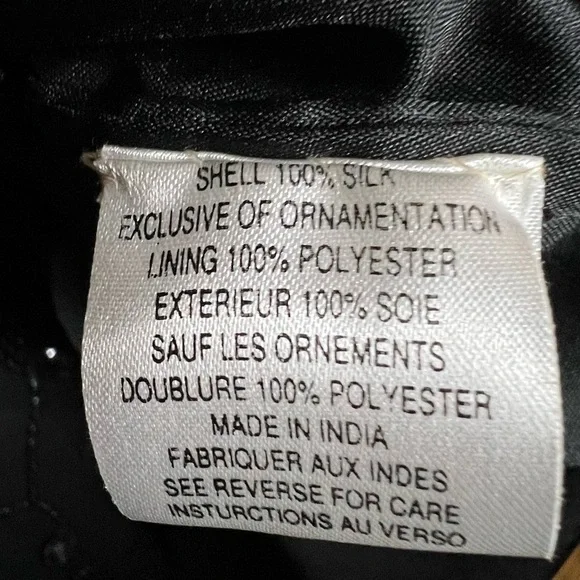 SHELL 100% SILK
EXCLUSIVE OF ORNAMENTATION
LINING 100% POLYESTER
EXTERIEUR 100% SOIE
SAUF LES ORNEMENTS
DOUBLURE 100% POLYESTER
MADE IN INDIA
FABRIQUER AUX INDES
SEE REVERSE FOR CARE
INSTURCTIONS AU VERSO